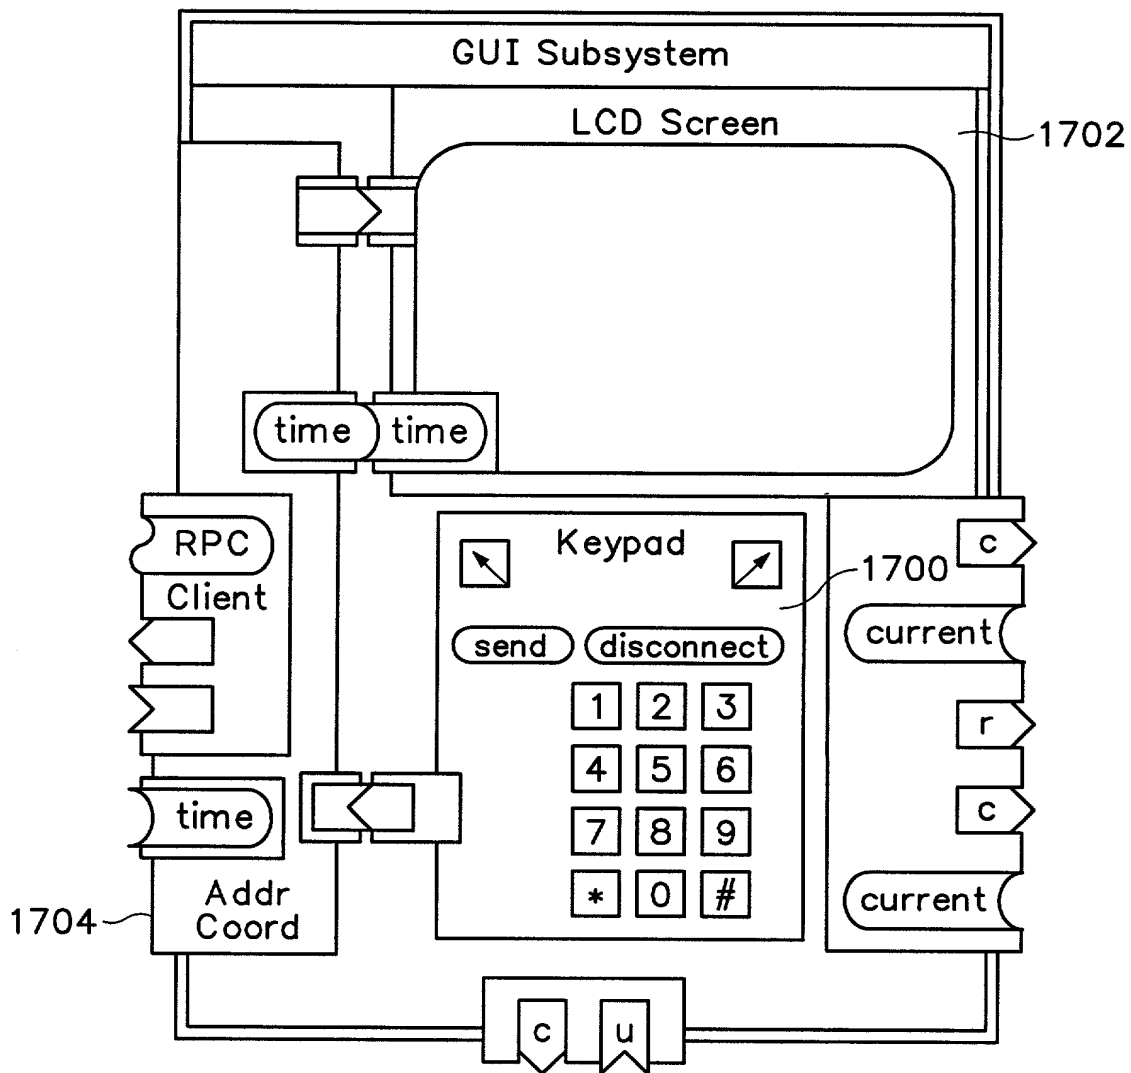 GUI Subsystem
LCD Screen
1702
time time
RPC
Client
time
Addr
Coord
1704
Keypad
1700
send disconnect
1 2 3
4 5 6
7 8 9
* 0 #
c
current
r
c
current
c u